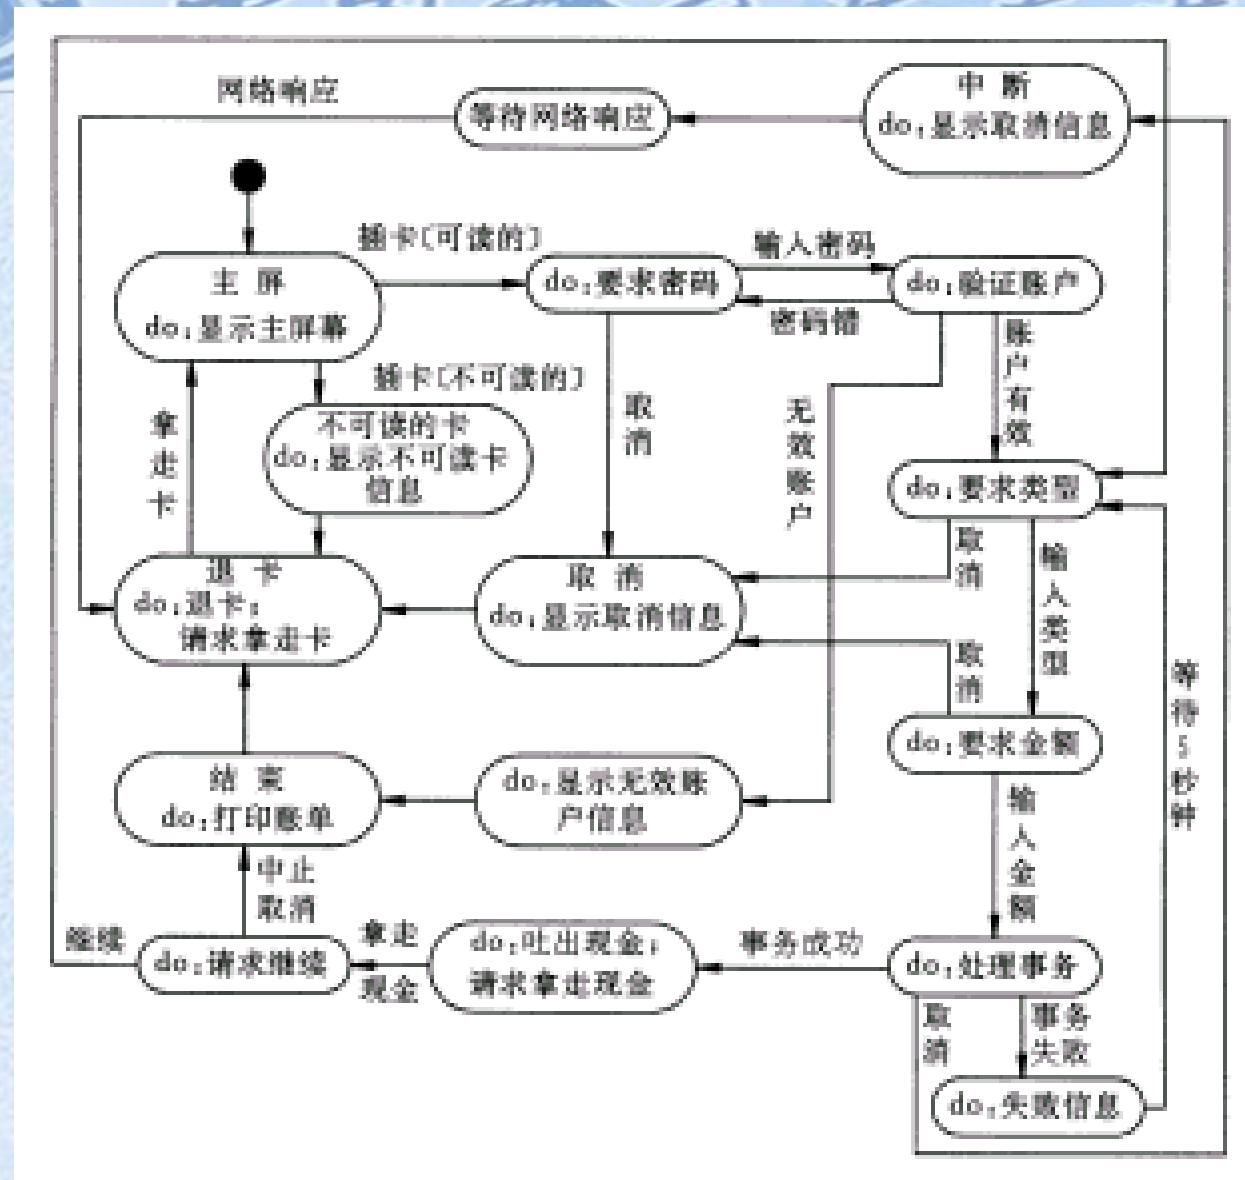 网络响应
等待网络响应
中 断
do:显示取消信息
插卡(可读的)
输入密码
主 屏
do:显示主屏幕
do:要求密码
do:验证账户
密码错
账户有效
插卡(不可读的)
拿走卡
不可读的卡
do:显示不可读卡
信息
取消
无效账户
do:要求类型
退 卡
do:退卡;
请求拿走卡
取 消
do:显示取消信息
取消
输入类型
取消
等待5秒钟
do:要求金额
结 束
do:打印账单
do:显示无效账
户信息
输入金额
中止
取消
继续
do:请求继续
拿走
现金
do:吐出现金;
请求拿走现金
事务成功
do:处理事务
取消
事务
失败
do:失败信息